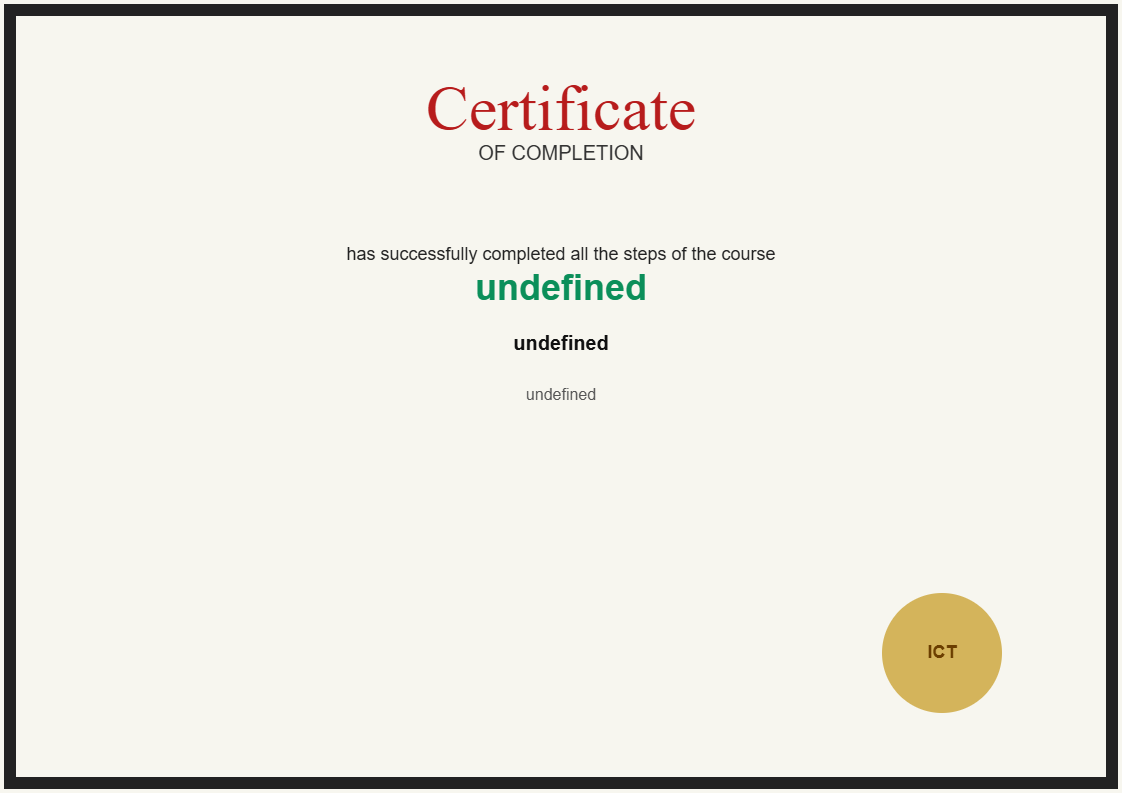 Certificate
OF COMPLETION
has successfully completed all the steps of the course
undefined
undefined
undefined
ICT